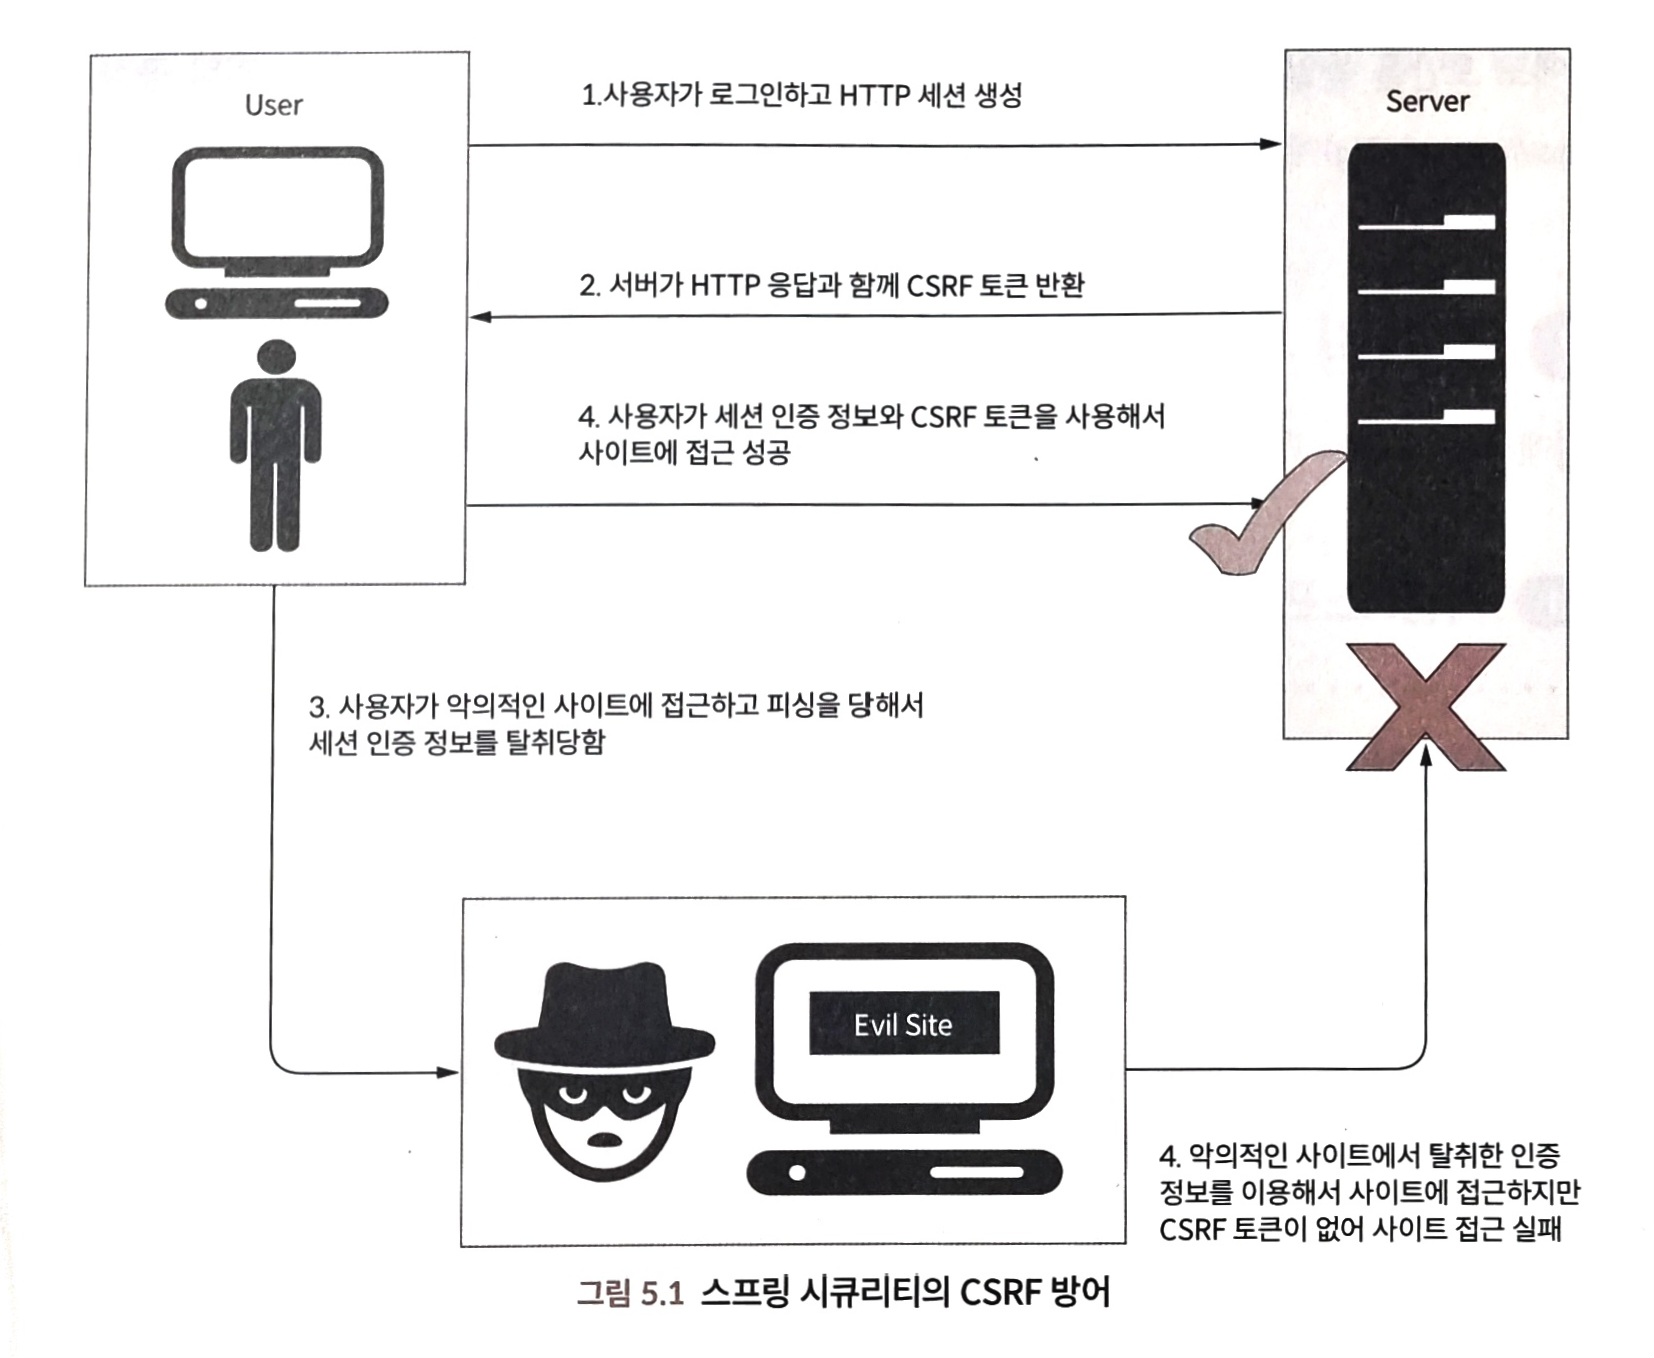 User
Server
1.사용자가 로그인하고 HTTP 세션 생성
2. 서버가 HTTP 응답과 함께 CSRF 토큰 반환
4. 사용자가 세션 인증 정보와 CSRF 토큰을 사용해서
사이트에 접근 성공
3. 사용자가 악의적인 사이트에 접근하고 피싱을 당해서
세션 인증 정보를 탈취당함
Evil Site
4. 악의적인 사이트에서 탈취한 인증
정보를 이용해서 사이트에 접근하지만
CSRF 토큰이 없어 사이트 접근 실패
그림 5.1 스프링 시큐리티의 CSRF 방어